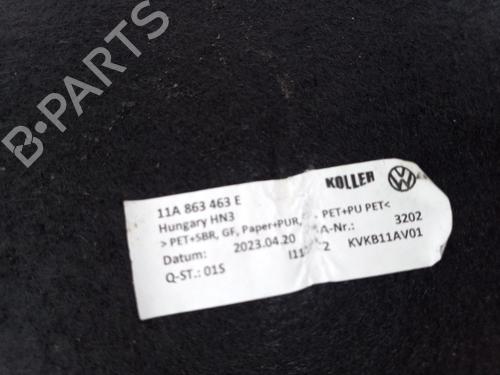 B-PARTS
KOLLER
11A 863 463 E
Hungary HN3
> PET+SBR, GF, Paper+PUR, PET+PU PET<
Datum: 2023.04.20 A-Nr.: 3202
Q-ST.: 01S KVKB11AV01